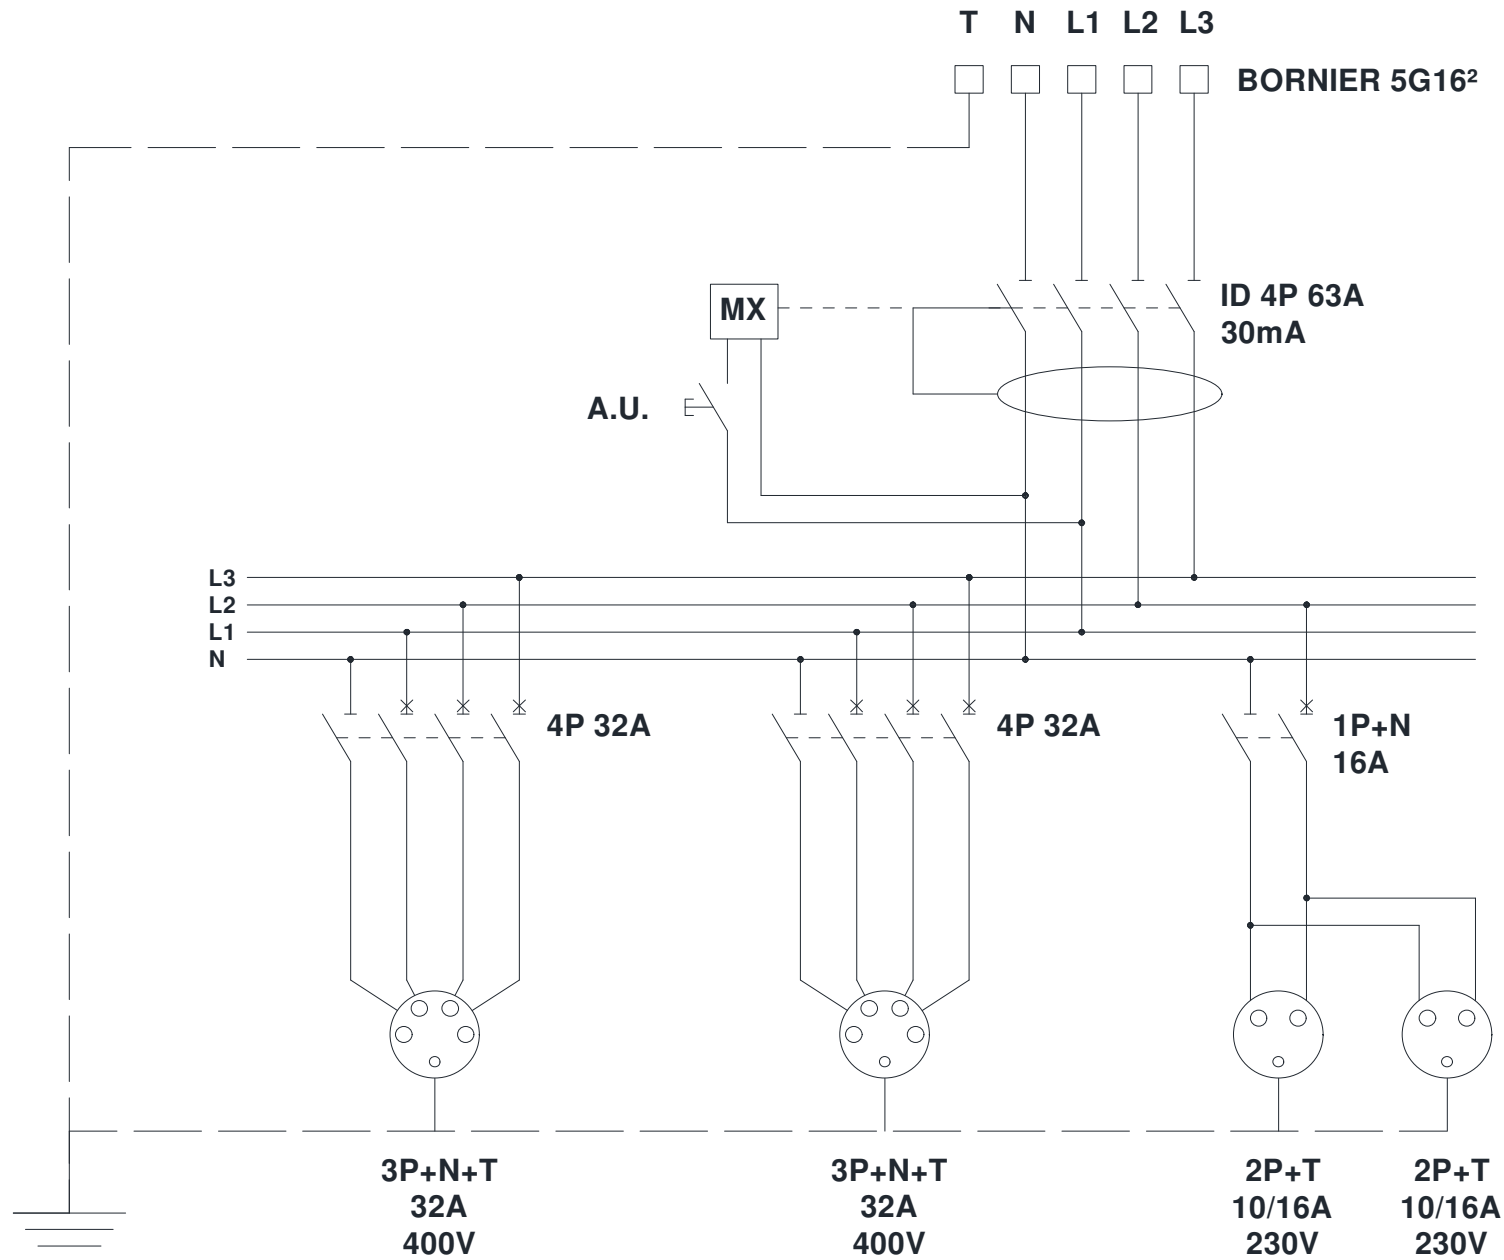 T N L1 L2 L3
BORNIER 5G16²
MX
ID 4P 63A
30mA
A.U.
L3
L2
L1
N
4P 32A
4P 32A
1P+N
16A
3P+N+T
32A
400V
3P+N+T
32A
400V
2P+T
10/16A
230V
2P+T
10/16A
230V